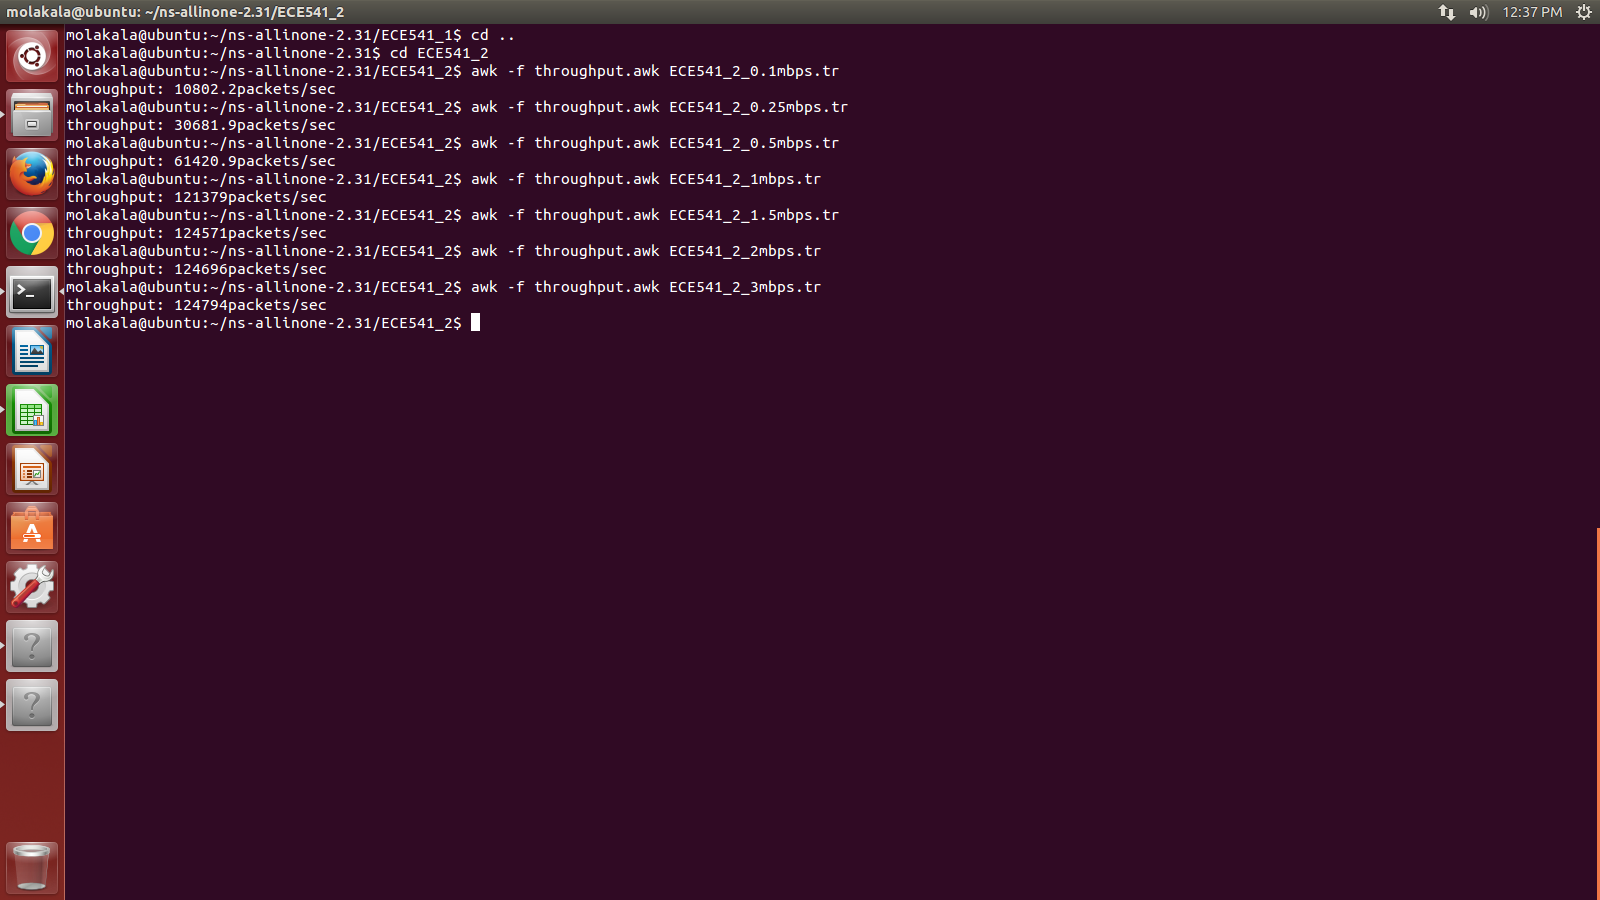 molakala@ubuntu: ~/ns-allinone-2.31/ECE541_2
12:37 PM
molakala@ubuntu:~/ns-allinone-2.31/ECE541_1$ cd ..
molakala@ubuntu:~/ns-allinone-2.31$ cd ECE541_2
molakala@ubuntu:~/ns-allinone-2.31/ECE541_2$ awk -f throughput.awk ECE541_2_0.1mbps.tr
throughput: 10802.2packets/sec
molakala@ubuntu:~/ns-allinone-2.31/ECE541_2$ awk -f throughput.awk ECE541_2_0.25mbps.tr
throughput: 30681.9packets/sec
molakala@ubuntu:~/ns-allinone-2.31/ECE541_2$ awk -f throughput.awk ECE541_2_0.5mbps.tr
throughput: 61420.9packets/sec
molakala@ubuntu:~/ns-allinone-2.31/ECE541_2$ awk -f throughput.awk ECE541_2_1mbps.tr
throughput: 121379packets/sec
molakala@ubuntu:~/ns-allinone-2.31/ECE541_2$ awk -f throughput.awk ECE541_2_1.5mbps.tr
throughput: 124571packets/sec
molakala@ubuntu:~/ns-allinone-2.31/ECE541_2$ awk -f throughput.awk ECE541_2_2mbps.tr
throughput: 124696packets/sec
molakala@ubuntu:~/ns-allinone-2.31/ECE541_2$ awk -f throughput.awk ECE541_2_3mbps.tr
throughput: 124794packets/sec
molakala@ubuntu:~/ns-allinone-2.31/ECE541_2$